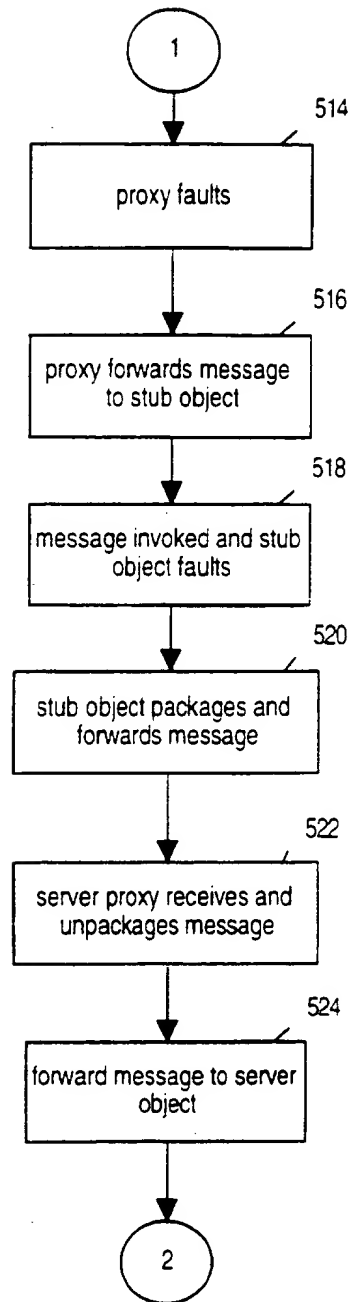 1
514
proxy faults
516
proxy forwards message
to stub object
518
message invoked and stub
object faults
520
stub object packages and
forwards message
522
server proxy receives and
unpackages message
524
forward message to server
object
2